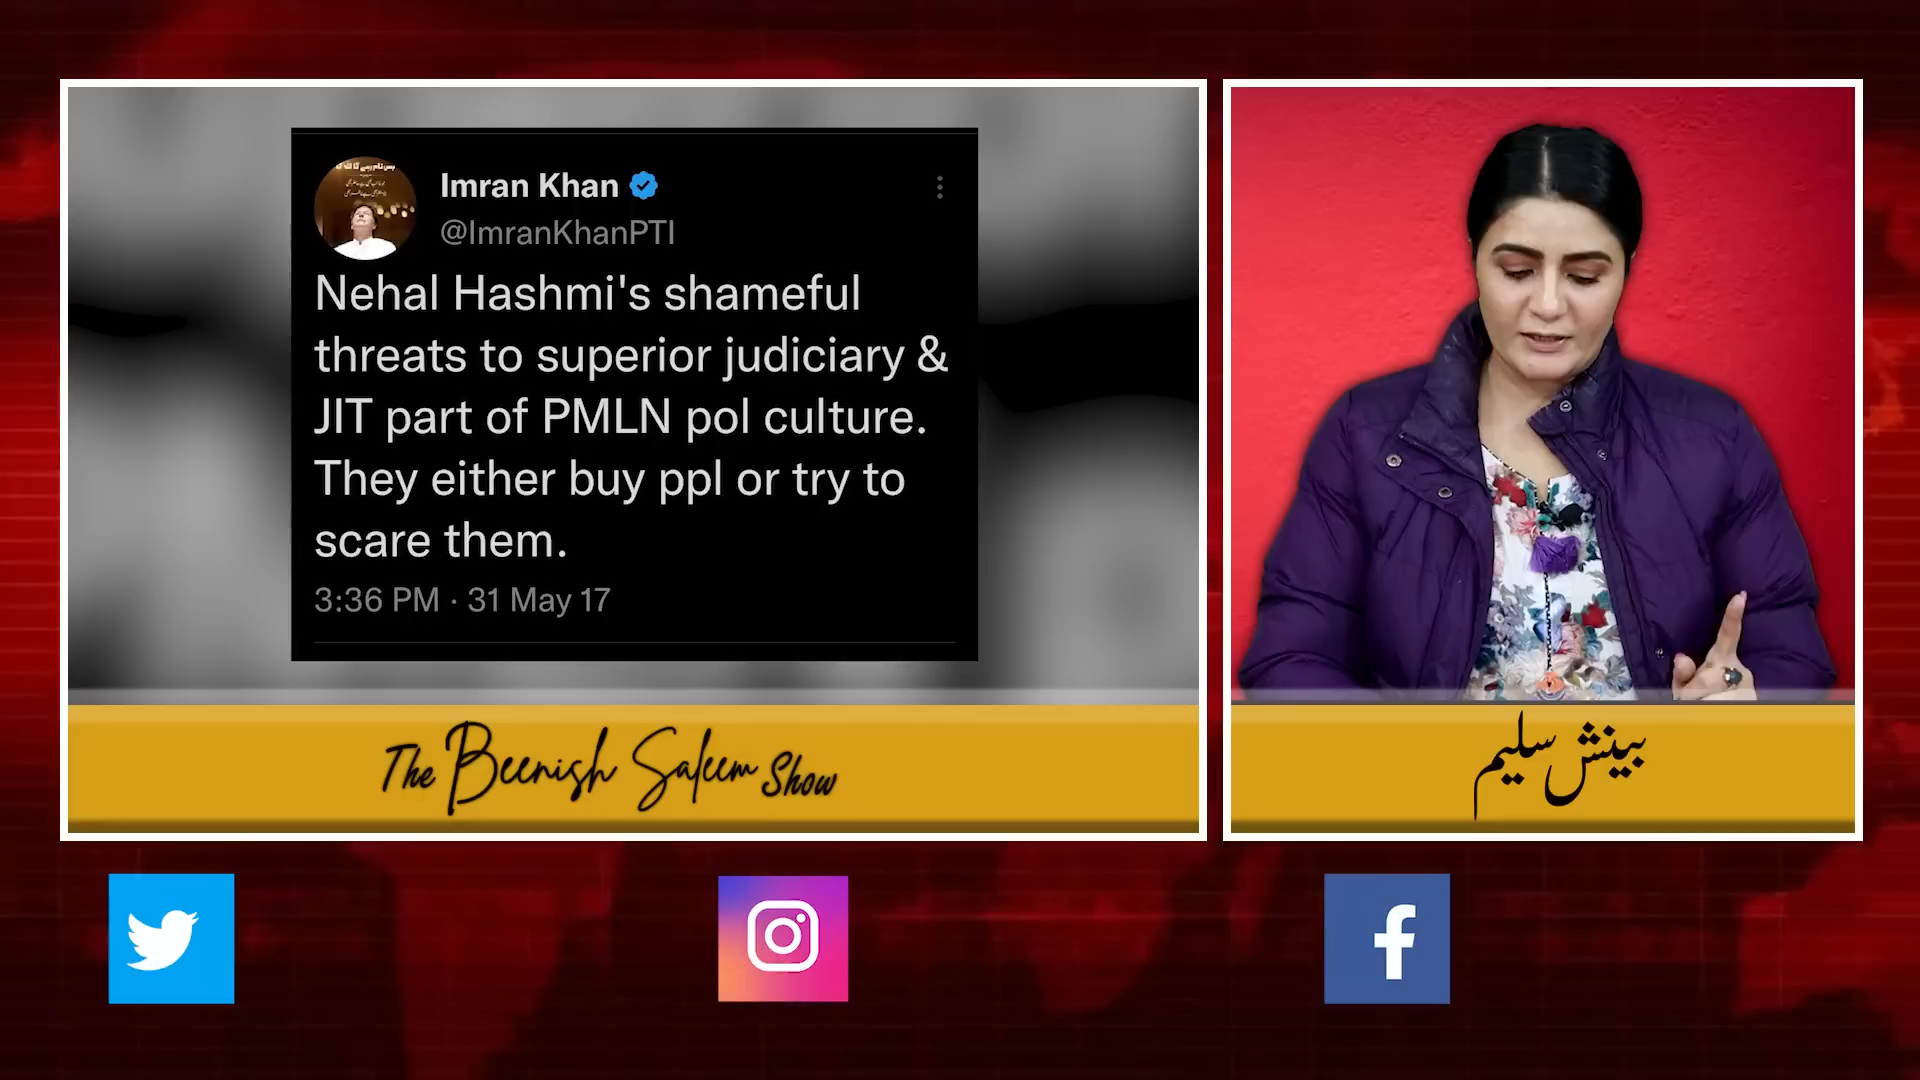 Imran Khan
@ImranKhanPTI
Nehal Hashmi's shameful
threats to superior judiciary &
JIT part of PMLN pol culture.
They either buy ppl or try to
scare them.
3:36 PM · 31 May 17
The Beenish Saleem Show
بینش سلیم